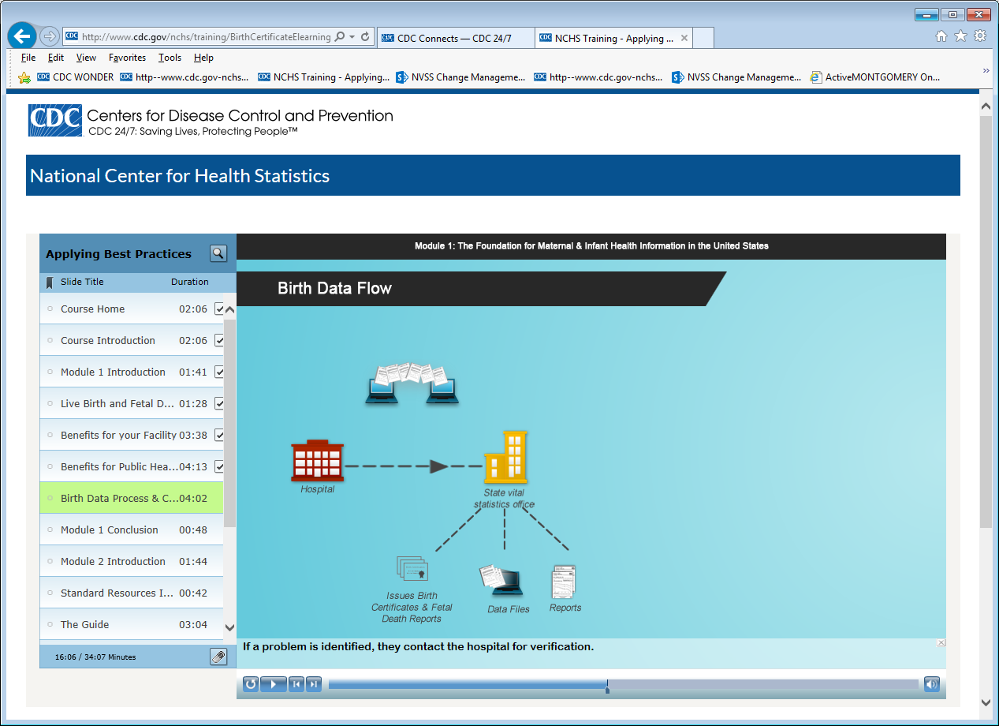 http://www.cdc.gov/nchs/training/BirthCertificateElearning
CDC Connects — CDC 24/7
NCHS Training - Applying ...
File Edit View Favorites Tools Help
CDC WONDER
http--www.cdc.gov-nchs...
NCHS Training - Applying...
NVSS Change Manageme...
http--www.cdc.gov-nchs...
NVSS Change Manageme...
ActiveMONTGOMERY On...
CDC
Centers for Disease Control and Prevention
CDC 24/7: Saving Lives, Protecting People™
National Center for Health Statistics
Applying Best Practices
Slide Title Duration
Course Home 02:06
Course Introduction 02:06
Module 1 Introduction 01:41
Live Birth and Fetal D... 01:28
Benefits for your Facility 03:38
Benefits for Public Hea... 04:13
Birth Data Process & C... 04:02
Module 1 Conclusion 00:48
Module 2 Introduction 01:44
Standard Resources I... 00:42
The Guide 03:04
16:06 / 34:07 Minutes
Module 1: The Foundation for Maternal & Infant Health Information in the United States
Birth Data Flow
Hospital
State vital
statistics office
Issues Birth
Certificates & Fetal
Death Reports
Data Files
Reports
If a problem is identified, they contact the hospital for verification.